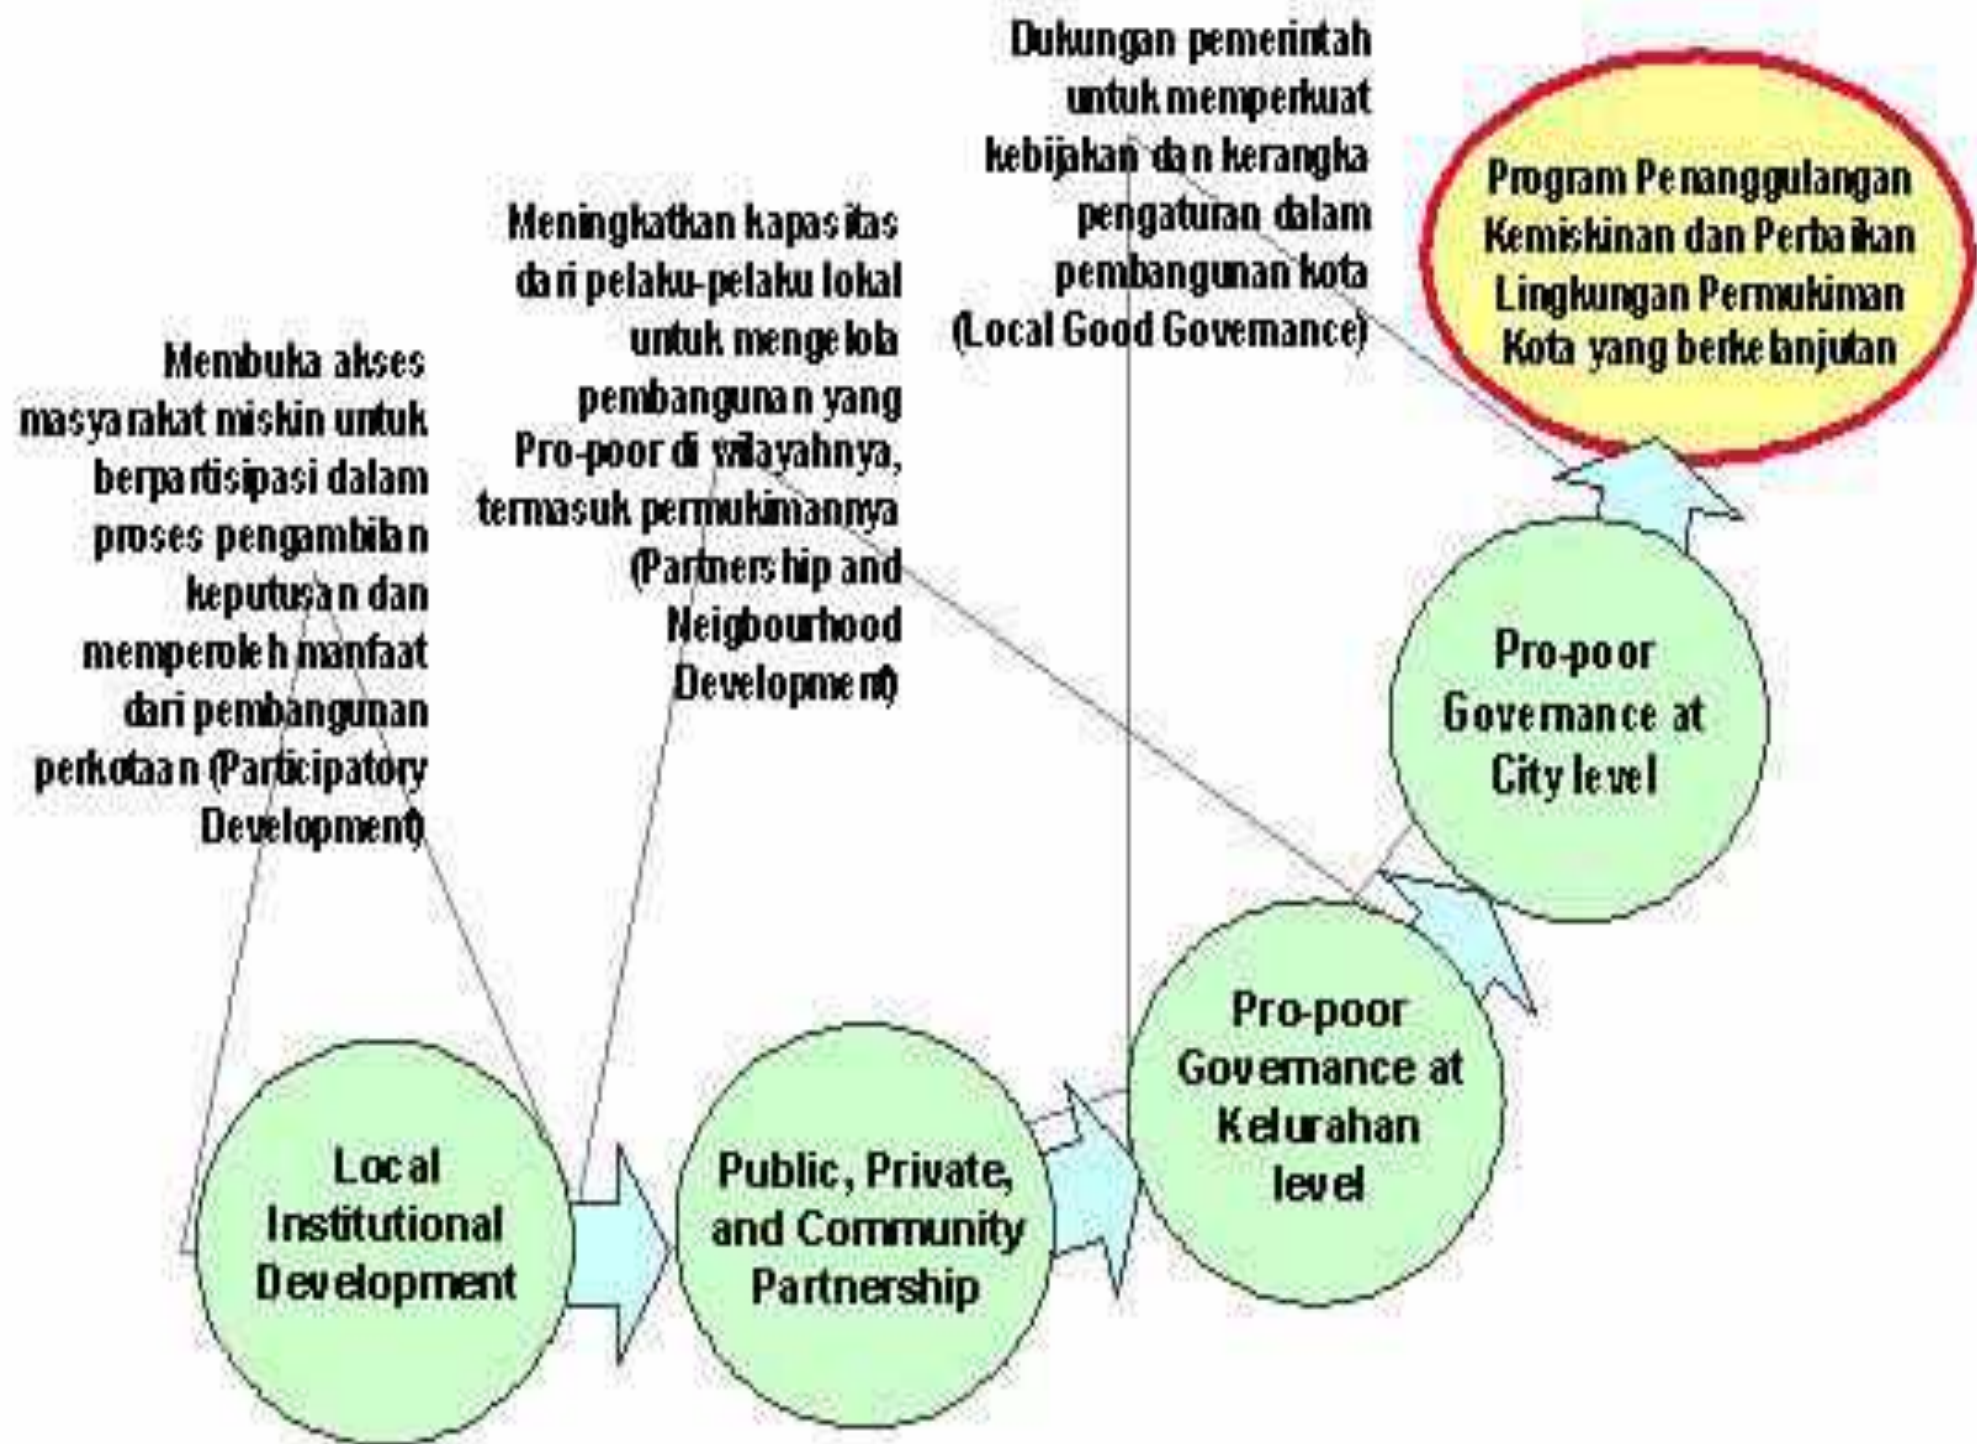 Membuka akses
masyarakat miskin untuk
berpartisipasi dalam
proses pengambilan
keputusan dan
memperoleh manfaat
dari pembangunan
perkotaan (Participatory
Development)
Meningkatkan kapasitas
dari pelaku-pelaku lokal
untuk mengelola
pembangunan yang
Pro-poor di wilayahnya,
termasuk permukimannya
(Partnership and
Neigbourhood
Development)
Dukungan pemerintah
untuk memperkuat
kebijakan dan kerangka
pengaturan dalam
pembangunan kota
(Local Good Governance)
Program Penanggulangan
Kemiskinan dan Perbaikan
Lingkungan Permukiman
Kota yang berkelanjutan
Local
Institutional
Development
Public, Private,
and Community
Partnership
Pro-poor
Governance at
Kelurahan
level
Pro-poor
Governance at
City level